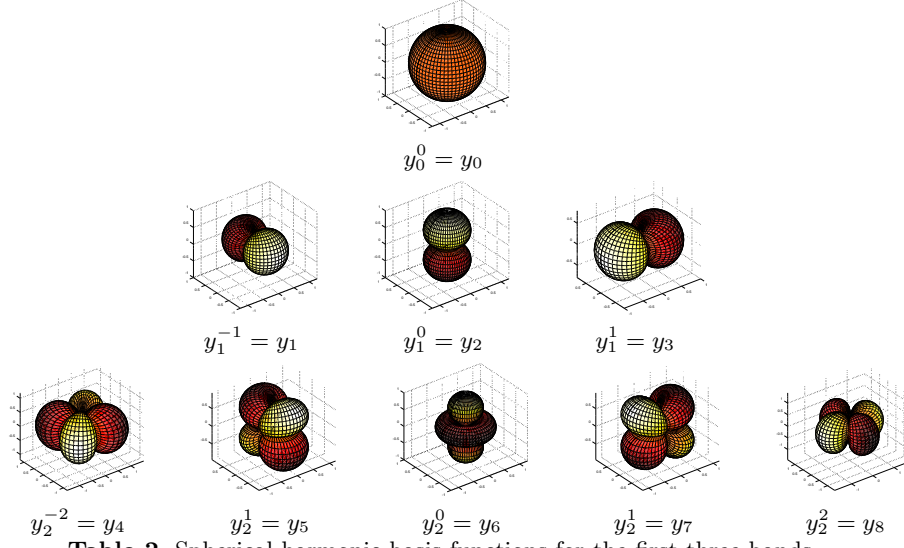 y_0^0 = y_0
y_1^{-1} = y_1 y_1^0 = y_2 y_1^1 = y_3
y_2^{-2} = y_4 y_2^1 = y_5 y_2^0 = y_6 y_2^1 = y_7 y_2^2 = y_8
Table 2. Spherical harmonic basis functions for the first three bands